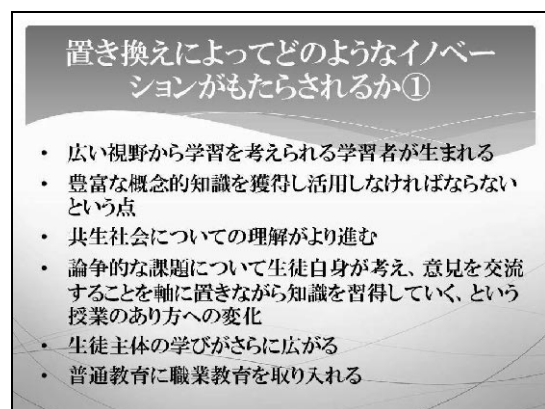 置き換えによってどのようなイノベー
ションがもたらされるか①
• 広い視野から学習を考えられる学習者が生まれる
• 豊富な概念的知識を獲得し活用しなければならない
という点
• 共生社会についての理解がより進む
• 論争的な課題について生徒自身が考え、意見を交流
することを軸に置きながら知識を習得していく、という
授業のあり方への変化
• 生徒主体の学びがさらに広がる
• 普通教育に職業教育を取り入れる